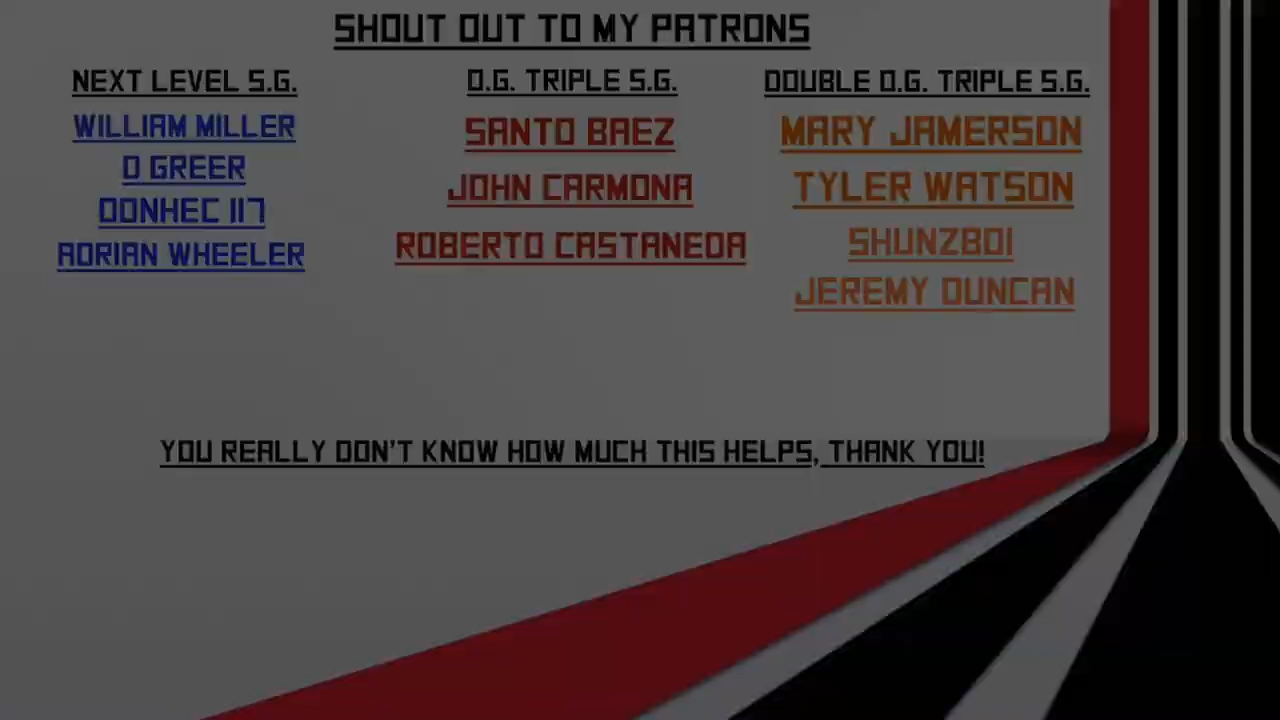 SHOUT OUT TO MY PATRONS
NEXT LEVEL S.G.
WILLIAM MILLER
D GREER
DONHEC 117
ADRIAN WHEELER
O.G. TRIPLE S.G.
SANTO BAEZ
JOHN CARMONA
ROBERTO CASTANEDA
DOUBLE O.G. TRIPLE S.G.
MARY JAMERSON
TYLER WATSON
SHUNZBOI
JEREMY DUNCAN
YOU REALLY DON'T KNOW HOW MUCH THIS HELPS, THANK YOU!